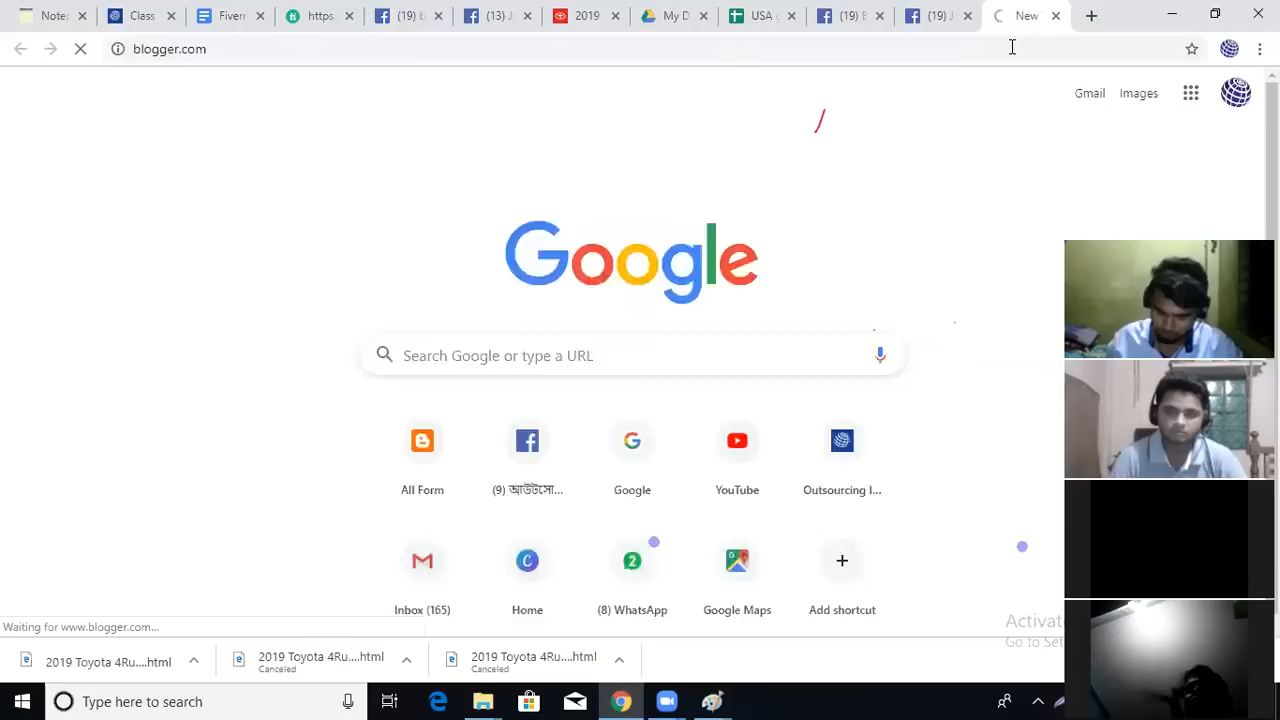 Note
Class
Fiverr
https:
(19) b
(13) J
2019
My D
USA g
(19) E
(19) J
New
blogger.com
Gmail
Images
Google
Search Google or type a URL
All Form
(9) আউটসো...
Google
YouTube
Outsourcing I...
Inbox (165)
Home
(8) WhatsApp
Google Maps
Add shortcut
Activat
Go to Set
Waiting for www.blogger.com...
2019 Toyota 4Ru....html
2019 Toyota 4Ru....html
Canceled
2019 Toyota 4Ru....html
Canceled
Type here to search